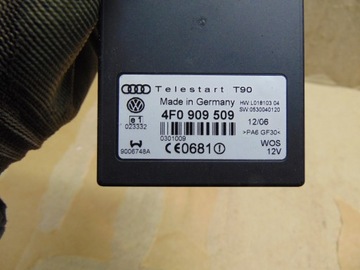 Telestart T90
Made in Germany
HW L018103 04
SW 0530040120
4F0 909 509
12/06
e1
023332
0301009
>PA6 GF30<
9006748A
CE0681!
WOS
12V